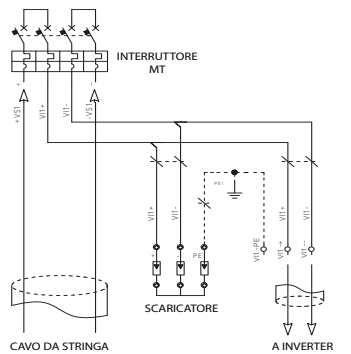 INTERRUTTORE
MT
+
-
+VS1
VI1+
VI1-
-VS1
PE1
VI1+
VI1-
VI1+
VI1-
VI1-PE
VI1-+
VI1--
+
-
PE
SCARICATORE
CAVO DA STRINGA
A INVERTER